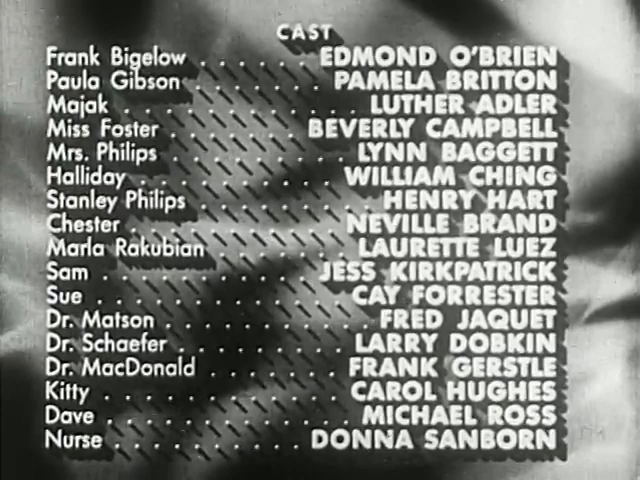 CAST
Frank Bigelow . . . . . . EDMOND O'BRIEN
Paula Gibson . . . . . . . PAMELA BRITTON
Majak . . . . . . . . . . . . LUTHER ADLER
Miss Foster . . . . . . . BEVERLY CAMPBELL
Mrs. Philips . . . . . . . . . LYNN BAGGETT
Halliday . . . . . . . . . . WILLIAM CHING
Stanley Philips . . . . . . . . . HENRY HART
Chester . . . . . . . . . . . NEVILLE BRAND
Marla Rakubian . . . . . . . LAURETTE LUEZ
Sam . . . . . . . . . . . JESS KIRKPATRICK
Sue . . . . . . . . . . . . CAY FORRESTER
Dr. Matson . . . . . . . . . . FRED JAQUET
Dr. Schaefer . . . . . . . . LARRY DOBKIN
Dr. MacDonald . . . . . . FRANK GERSTLE
Kitty . . . . . . . . . . . . CAROL HUGHES
Dave . . . . . . . . . . . . MICHAEL ROSS
Nurse . . . . . . . . . DONNA SANBORN